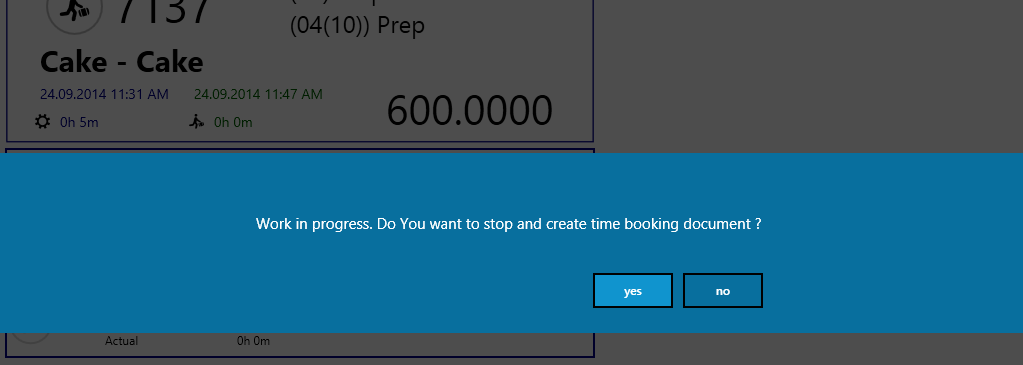 7137
(04(10)) Prep
Cake - Cake
24.09.2014 11:31 AM 24.09.2014 11:47 AM
600.0000
0h 5m 0h 0m
Work in progress. Do You want to stop and create time booking document ?
yes no
Actual 0h 0m